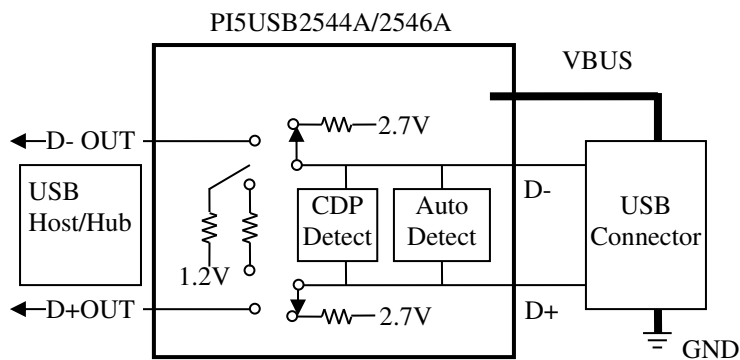 PI5USB2544A/2546A
VBUS
D- OUT
2.7V
USB
Host/Hub
CDP
Detect
Auto
Detect
D-
USB
Connector
1.2V
D+OUT
2.7V
D+
GND